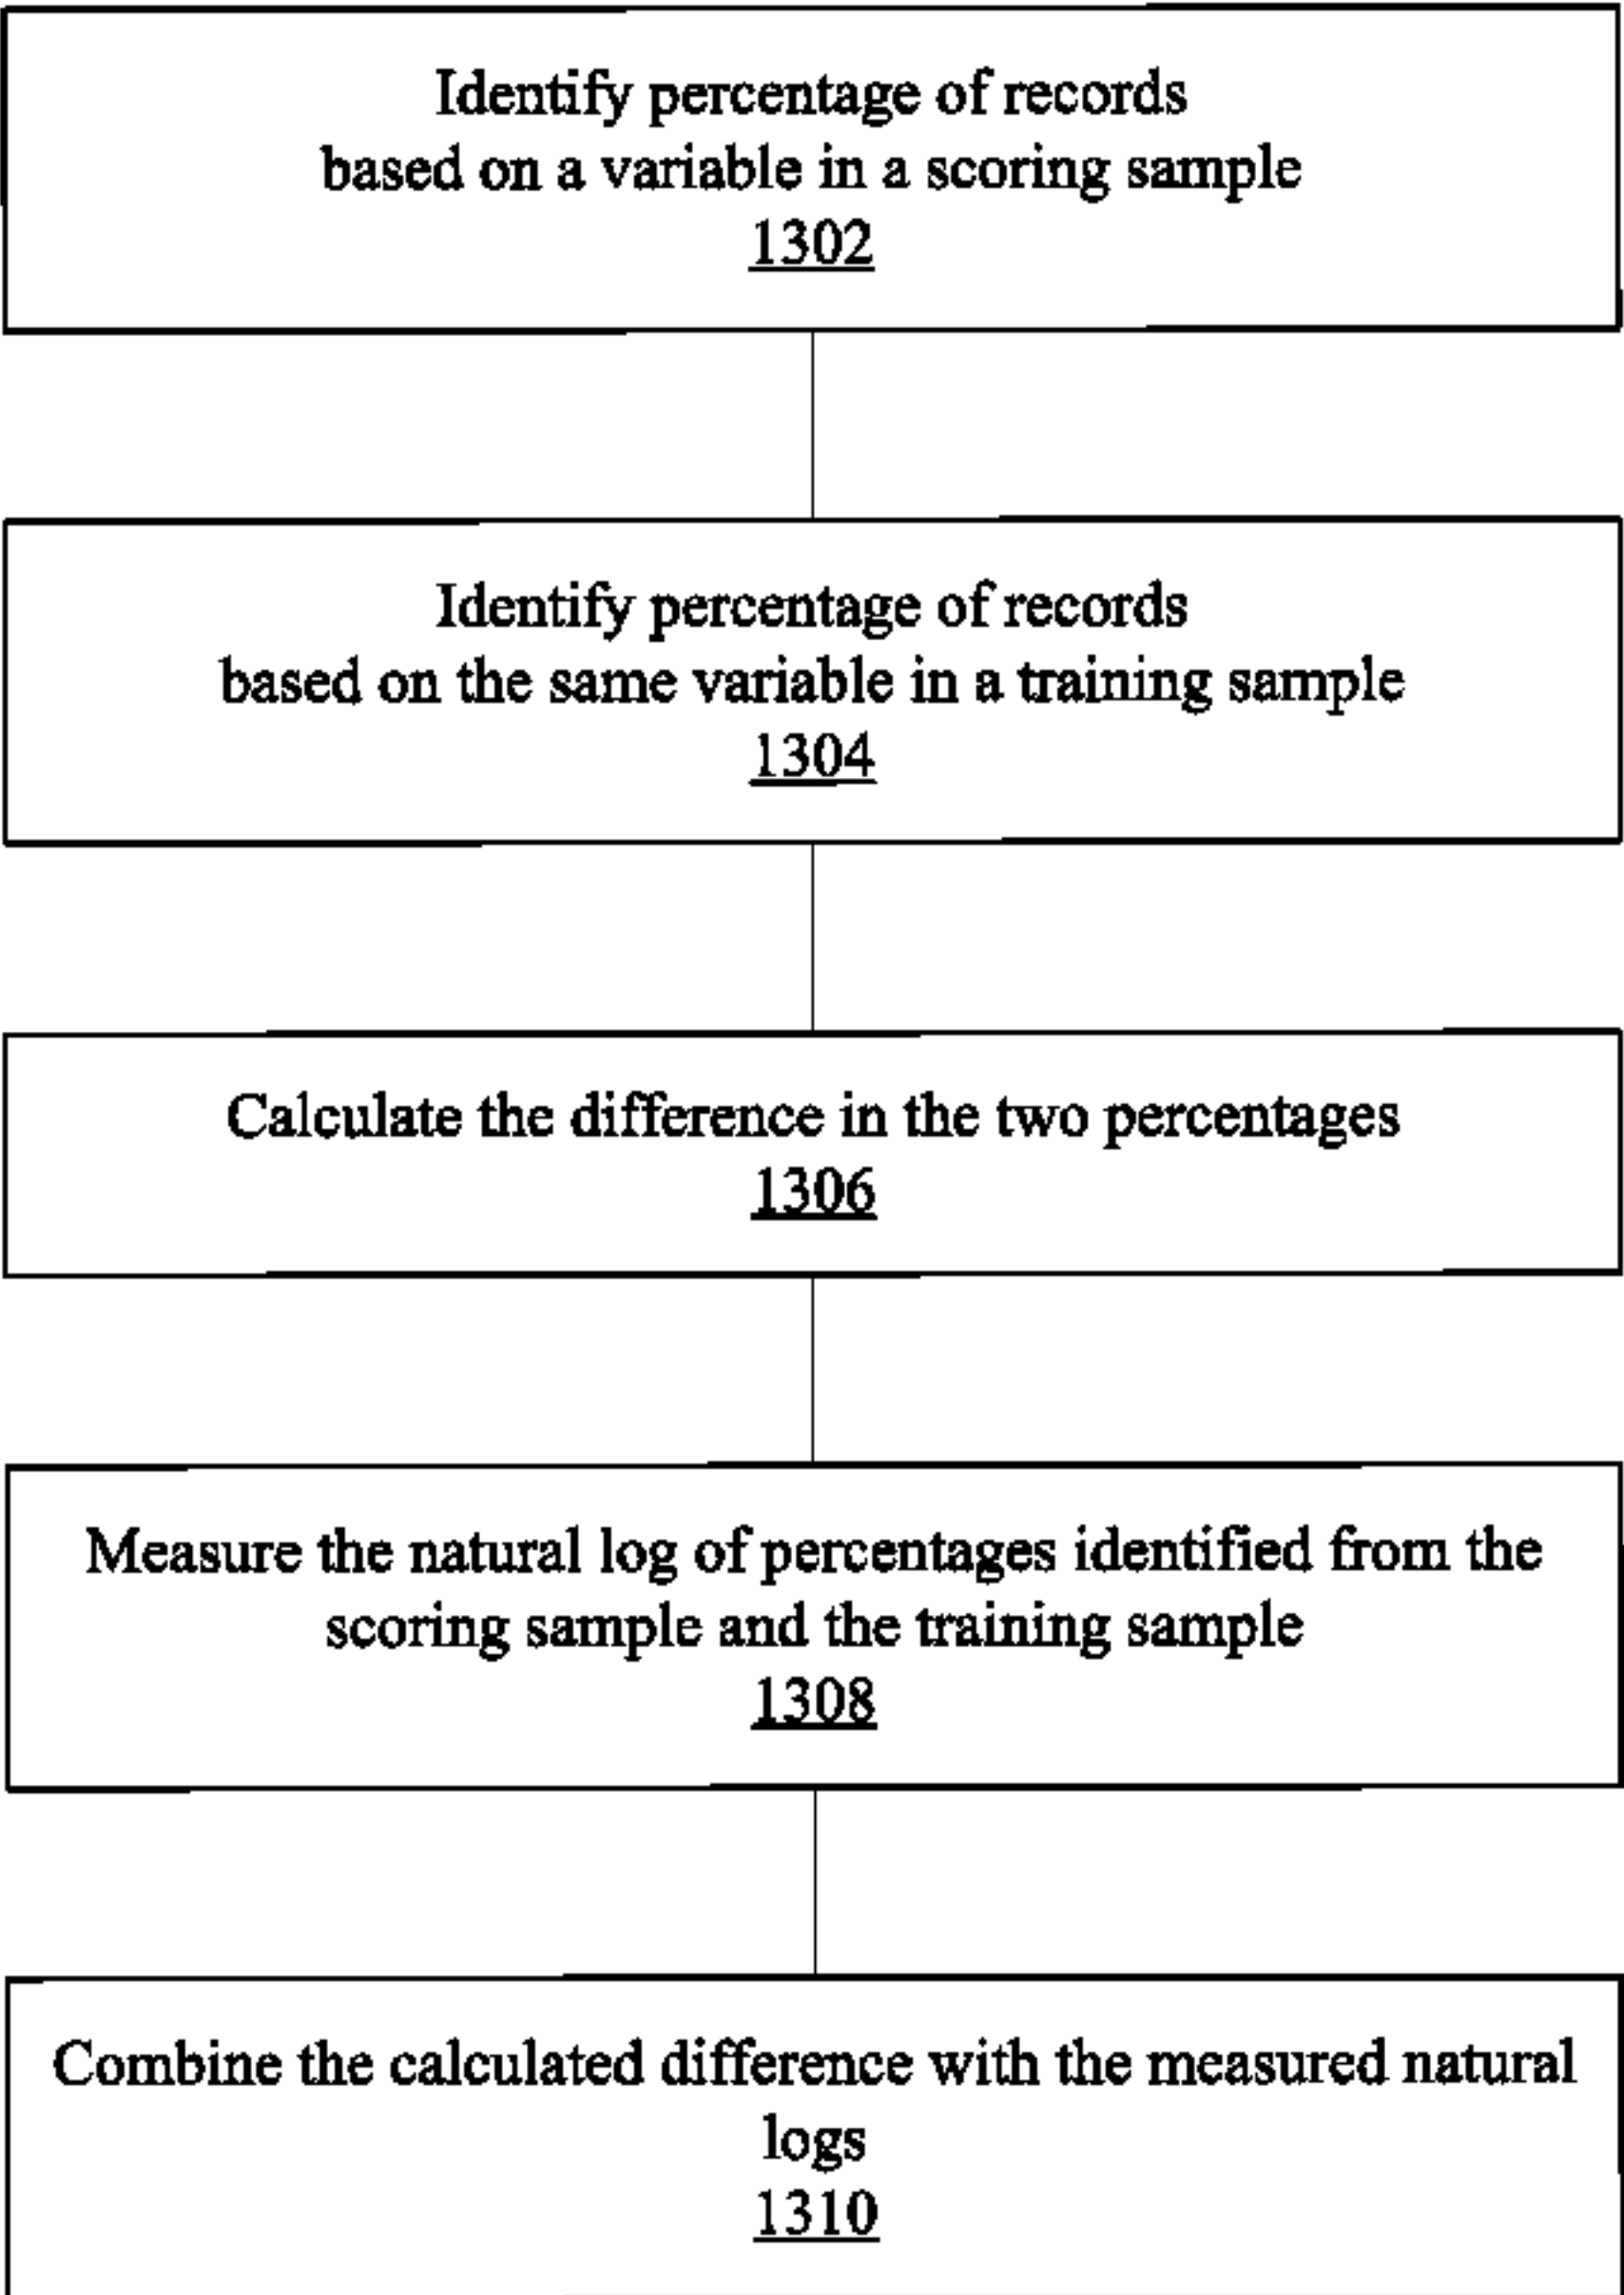 Identify percentage of records
based on a variable in a scoring sample
1302
Identify percentage of records
based on the same variable in a training sample
1304
Calculate the difference in the two percentages
1306
Measure the natural log of percentages identified from the
scoring sample and the training sample
1308
Combine the calculated difference with the measured natural
logs
1310